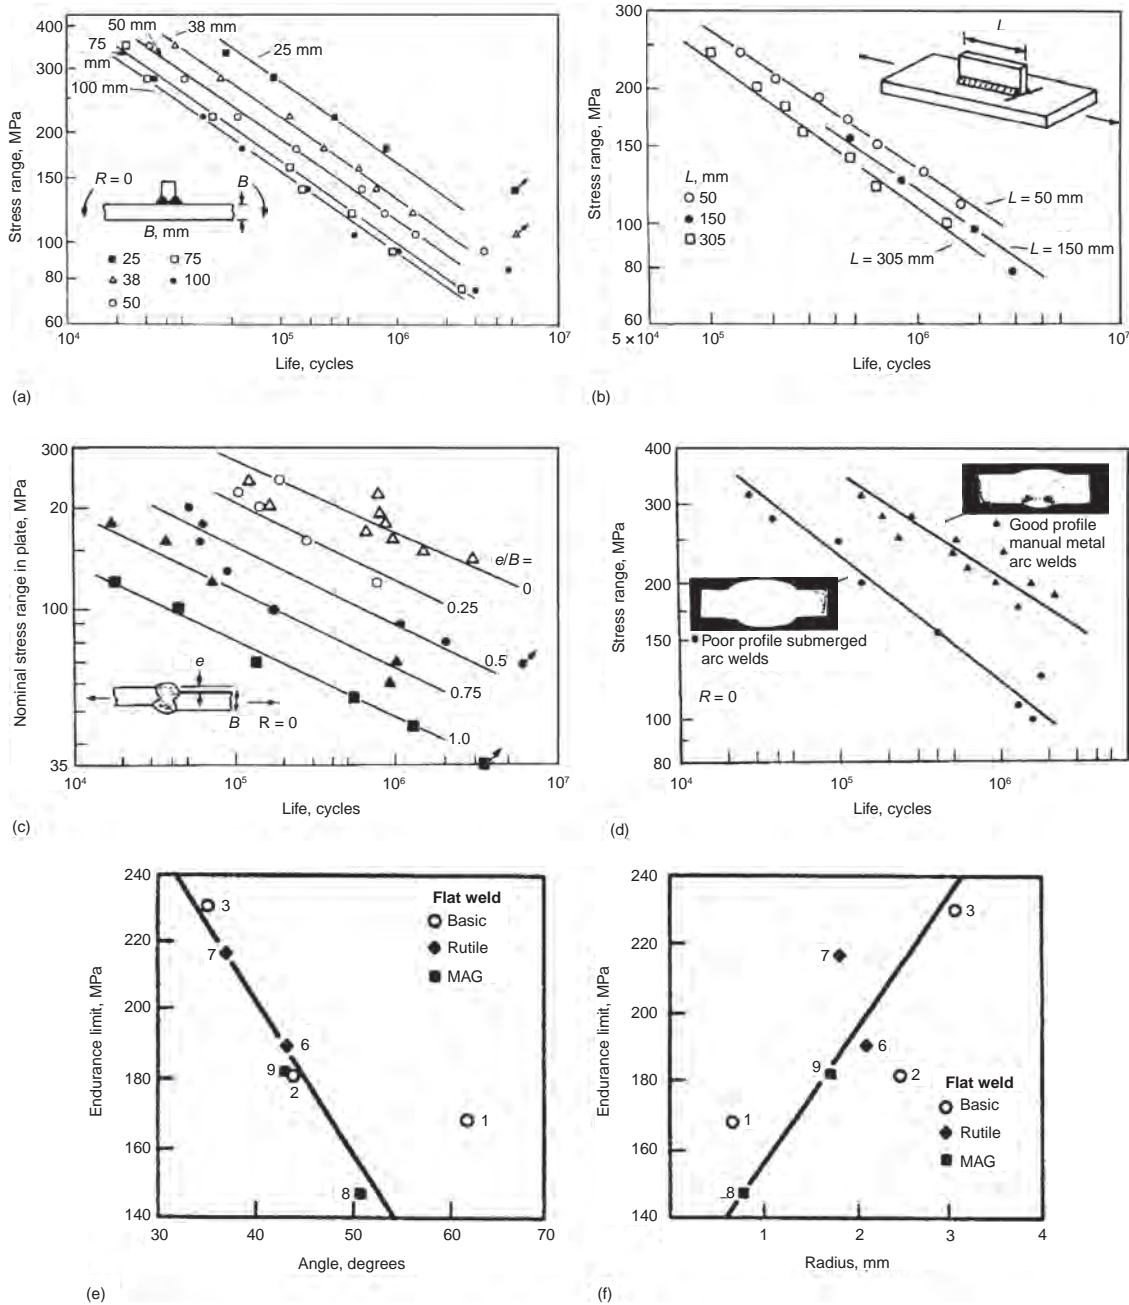 400
300
200
100
80
60
Stress range, MPa
50 mm
38 mm
75
mm
25 mm
100 mm
R = 0
B
B, mm
25
75
38
100
50
10⁴
10⁵
10⁶
10⁷
Life, cycles
(a)
300
200
150
100
80
60
Stress range, MPa
L
L, mm
50
150
305
L = 50 mm
L = 150 mm
L = 305 mm
5 × 10⁴
10⁵
10⁶
10⁷
Life, cycles
(b)
300
20
100
35
Nominal stress range in plate, MPa
e/B =
0
0.25
0.5
0.75
1.0
e
B
R = 0
10⁴
10⁵
10⁶
10⁷
Life, cycles
(c)
400
300
200
150
100
80
Stress range, MPa
Good profile
manual metal
arc welds
Poor profile submerged
arc welds
R = 0
10⁴
10⁵
10⁶
Life, cycles
(d)
240
220
200
180
160
140
Endurance limit, MPa
Flat weld
Basic
Rutile
MAG
3
7
6
9
2
1
8
30
40
50
60
70
Angle, degrees
(e)
240
220
200
180
160
140
Endurance limit, MPa
3
7
6
9
2
1
8
Flat weld
Basic
Rutile
MAG
1
2
3
4
Radius, mm
(f)